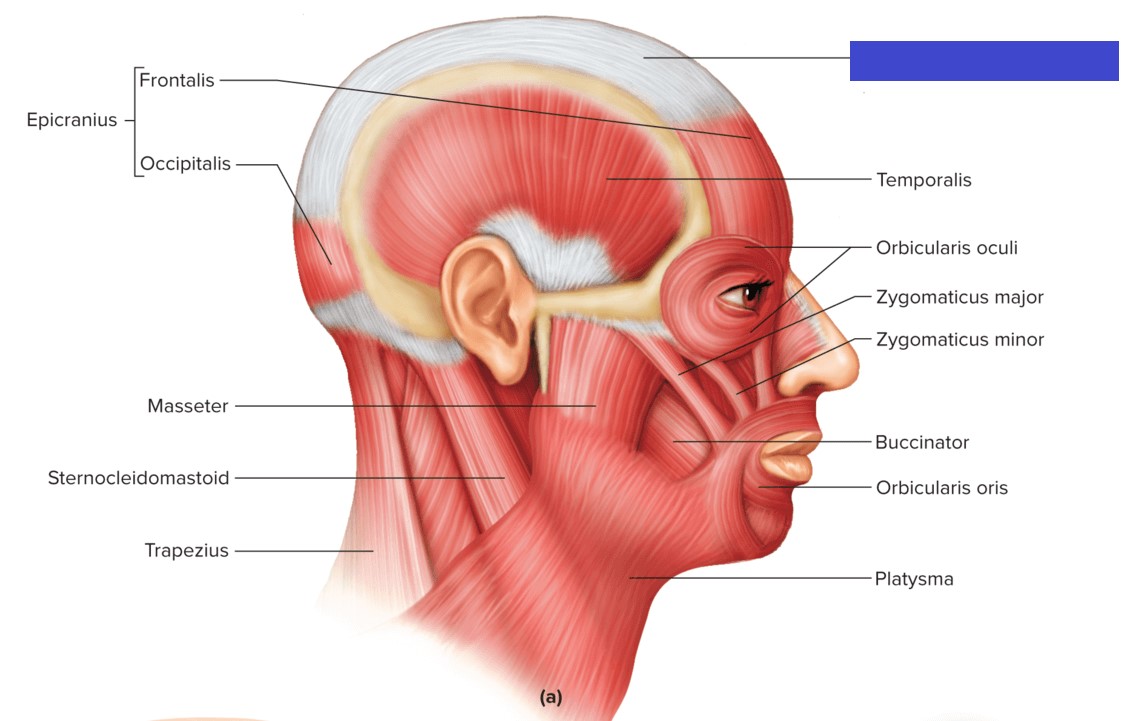 Frontalis
Epicranius
Occipitalis
Masseter
Sternocleidomastoid
Trapezius
Temporalis
Orbicularis oculi
Zygomaticus major
Zygomaticus minor
Buccinator
Orbicularis oris
Platysma
(a)